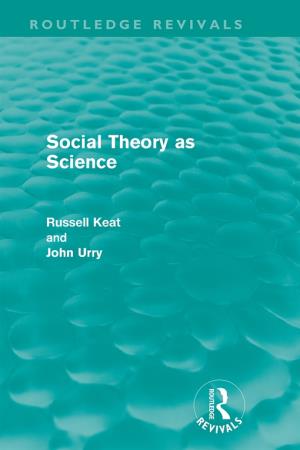 ROUTLEDGE REVIVALS
Social Theory as
Science
Russell Keat
and
John Urry
ROUTLEDGE
REVIVALS